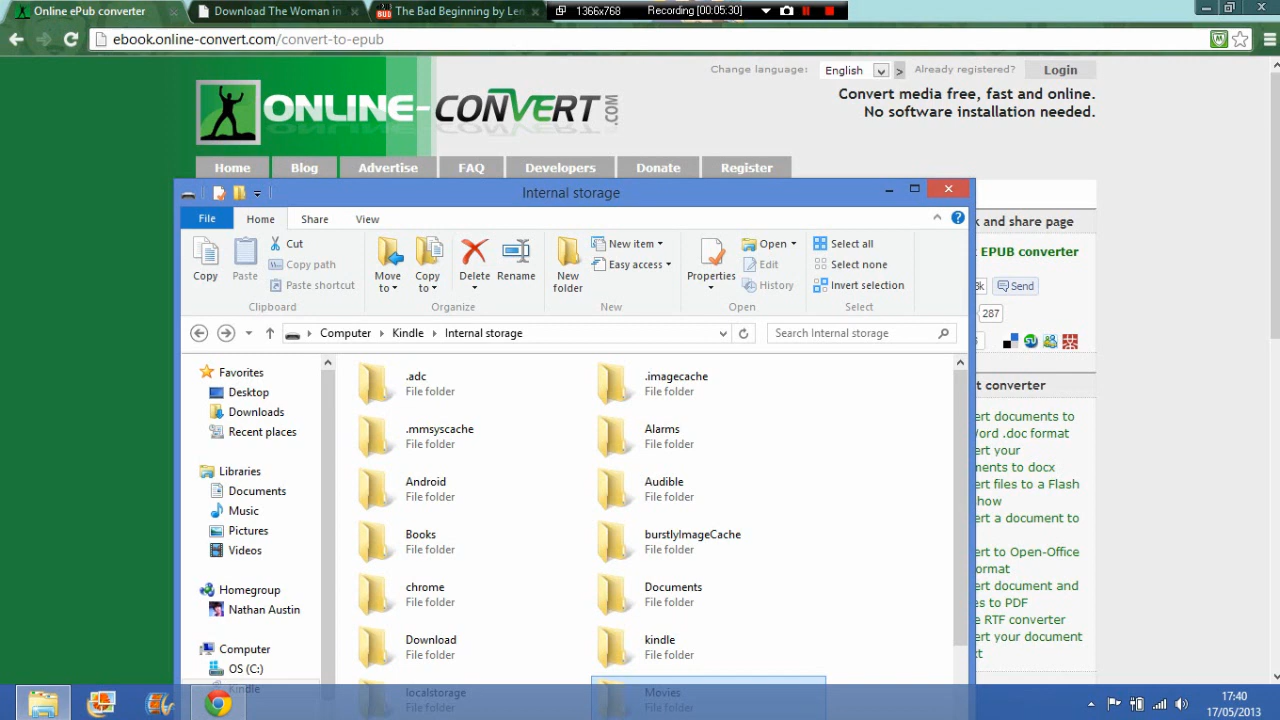 Online ePub converter
Download The Woman in
The Bad Beginning by Len
1366x768
Recording [00:05:30]
ebook.online-convert.com/convert-to-epub
Change language:
English
>
Already registered?
Login
ONLINE-CONVERT.COM
Convert media free, fast and online.
No software installation needed.
Home
Blog
Advertise
FAQ
Developers
Donate
Register
Internal storage
File
Home
Share
View
Copy
Paste
Cut
Copy path
Paste shortcut
Clipboard
Move to
Copy to
Delete
Rename
Organize
New folder
New item
Easy access
New
Properties
Open
Edit
History
Open
Select all
Select none
Invert selection
Select
Computer
Kindle
Internal storage
Search Internal storage
Favorites
Desktop
Downloads
Recent places
Libraries
Documents
Music
Pictures
Videos
Homegroup
Nathan Austin
Computer
OS (C:)
Kindle
.adc
File folder
.imagecache
File folder
.mmsyscache
File folder
Alarms
File folder
Android
File folder
Audible
File folder
Books
File folder
burstlyImageCache
File folder
chrome
File folder
Documents
File folder
Download
File folder
kindle
File folder
localstorage
File folder
Movies
File folder
k and share page
EPUB converter
8k
Send
287
t converter
ert documents to
Word .doc format
ert your
ments to docx
ert files to a Flash
how
ert a document to
ert to Open-Office
format
ert document and
es to PDF
e RTF converter
ert your document
xt
17:40
17/05/2013